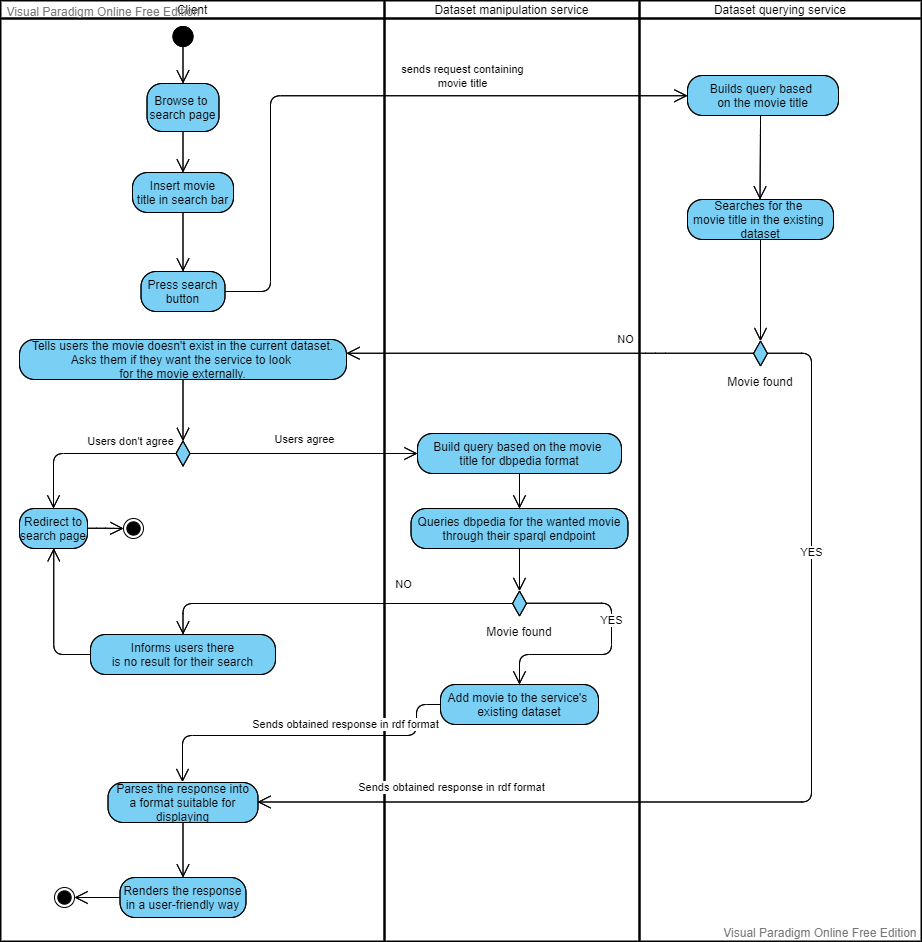 Visual Paradigm Online Free Edition
Client
Dataset manipulation service
Dataset querying service
Browse to
search page
Insert movie
title in search bar
Press search
button
sends request containing
movie title
Builds query based
on the movie title
Searches for the
movie title in the existing
dataset
NO
Movie found
Tells users the movie doesn't exist in the current dataset.
Asks them if they want the service to look
for the movie externally.
Users don't agree
Users agree
Build query based on the movie
title for dbpedia format
Redirect to
search page
Queries dbpedia for the wanted movie
through their sparql endpoint
YES
NO
Movie found
YES
Informs users there
is no result for their search
Add movie to the service's
existing dataset
Sends obtained response in rdf format
Sends obtained response in rdf format
Parses the response into
a format suitable for
displaying
Renders the response
in a user-friendly way
Visual Paradigm Online Free Edition